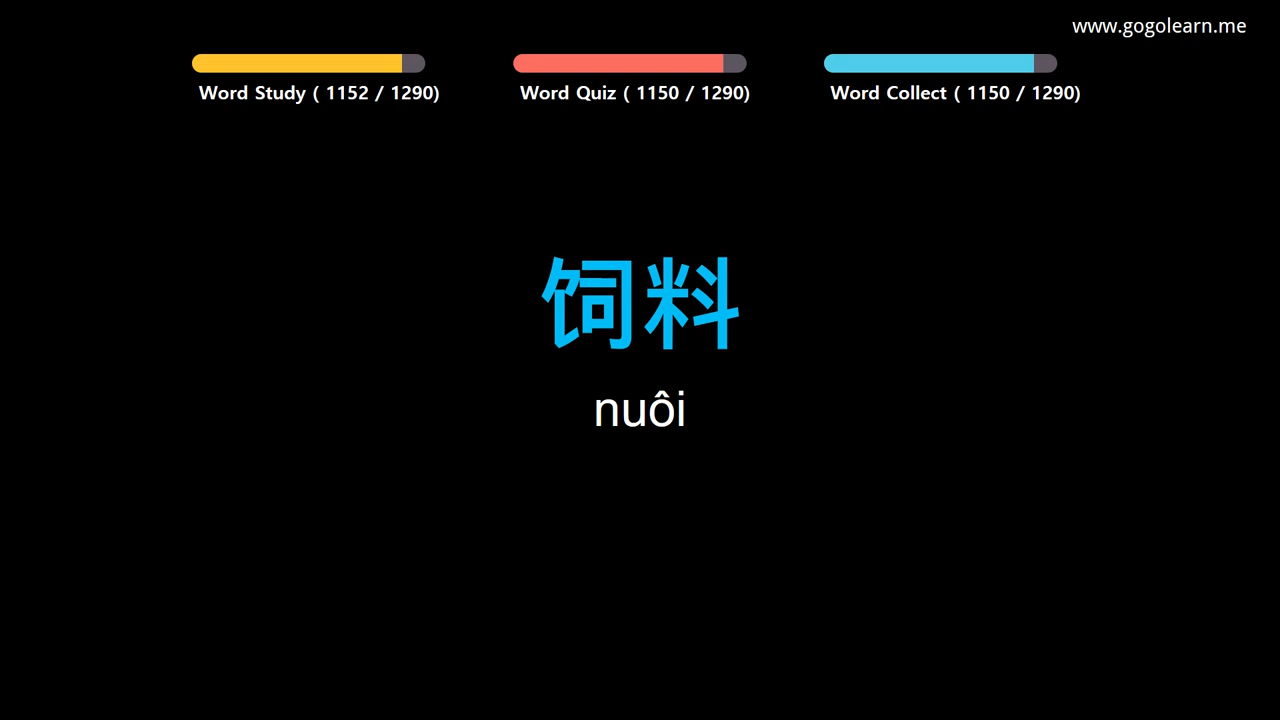 www.gogolearn.me
Word Study ( 1152 / 1290)
Word Quiz ( 1150 / 1290)
Word Collect ( 1150 / 1290)
饲料
nuôi